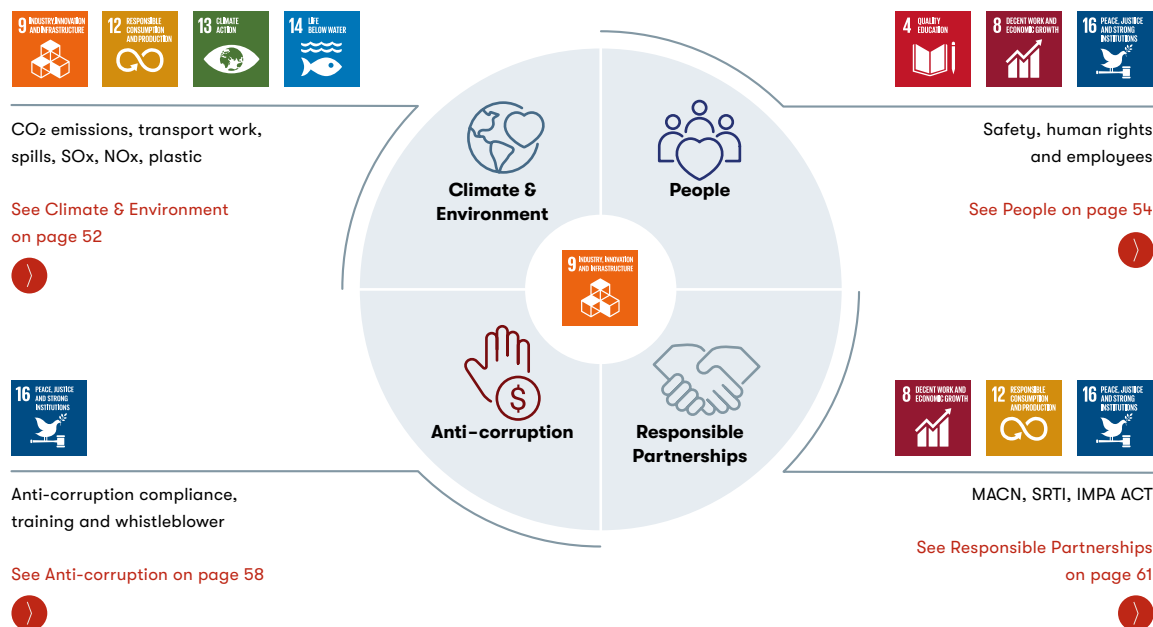 9 INDUSTRY, INNOVATION
AND INFRASTRUCTURE
12 RESPONSIBLE
CONSUMPTION
AND PRODUCTION
13 CLIMATE
ACTION
14 LIFE
BELOW WATER
CO₂ emissions, transport work,
spills, SOx, NOx, plastic
See Climate & Environment
on page 52
4 QUALITY
EDUCATION
8 DECENT WORK AND
ECONOMIC GROWTH
16 PEACE, JUSTICE
AND STRONG
INSTITUTIONS
Safety, human rights
and employees
See People on page 54
Climate &
Environment
People
9 INDUSTRY, INNOVATION
AND INFRASTRUCTURE
$
Anti-corruption
Responsible
Partnerships
16 PEACE, JUSTICE
AND STRONG
INSTITUTIONS
Anti-corruption compliance,
training and whistleblower
See Anti-corruption on page 58
8 DECENT WORK AND
ECONOMIC GROWTH
12 RESPONSIBLE
CONSUMPTION
AND PRODUCTION
16 PEACE, JUSTICE
AND STRONG
INSTITUTIONS
MACN, SRTI, IMPA ACT
See Responsible Partnerships
on page 61